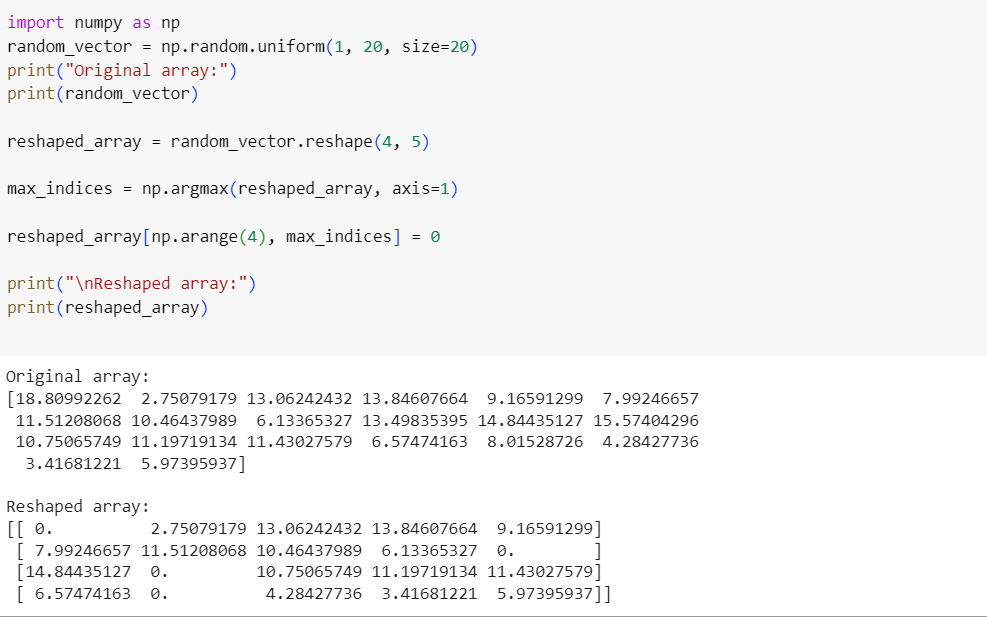 import numpy as np
random_vector = np.random.uniform(1, 20, size=20)
print("Original array:")
print(random_vector)

reshaped_array = random_vector.reshape(4, 5)

max_indices = np.argmax(reshaped_array, axis=1)

reshaped_array[np.arange(4), max_indices] = 0

print("\nReshaped array:")
print(reshaped_array)

Original array:
[18.80992262  2.75079179 13.06242432 13.84607664  9.16591299  7.99246657
 11.51208068 10.46437989  6.13365327 13.49835395 14.84435127 15.57404296
 10.75065749 11.19719134 11.43027579  6.57474163  8.01528726  4.28427736
  3.41681221  5.97395937]

Reshaped array:
[[ 0.          2.75079179 13.06242432 13.84607664  9.16591299]
 [ 7.99246657 11.51208068 10.46437989  6.13365327  0.        ]
 [14.84435127  0.         10.75065749 11.19719134 11.43027579]
 [ 6.57474163  0.          4.28427736  3.41681221  5.97395937]]